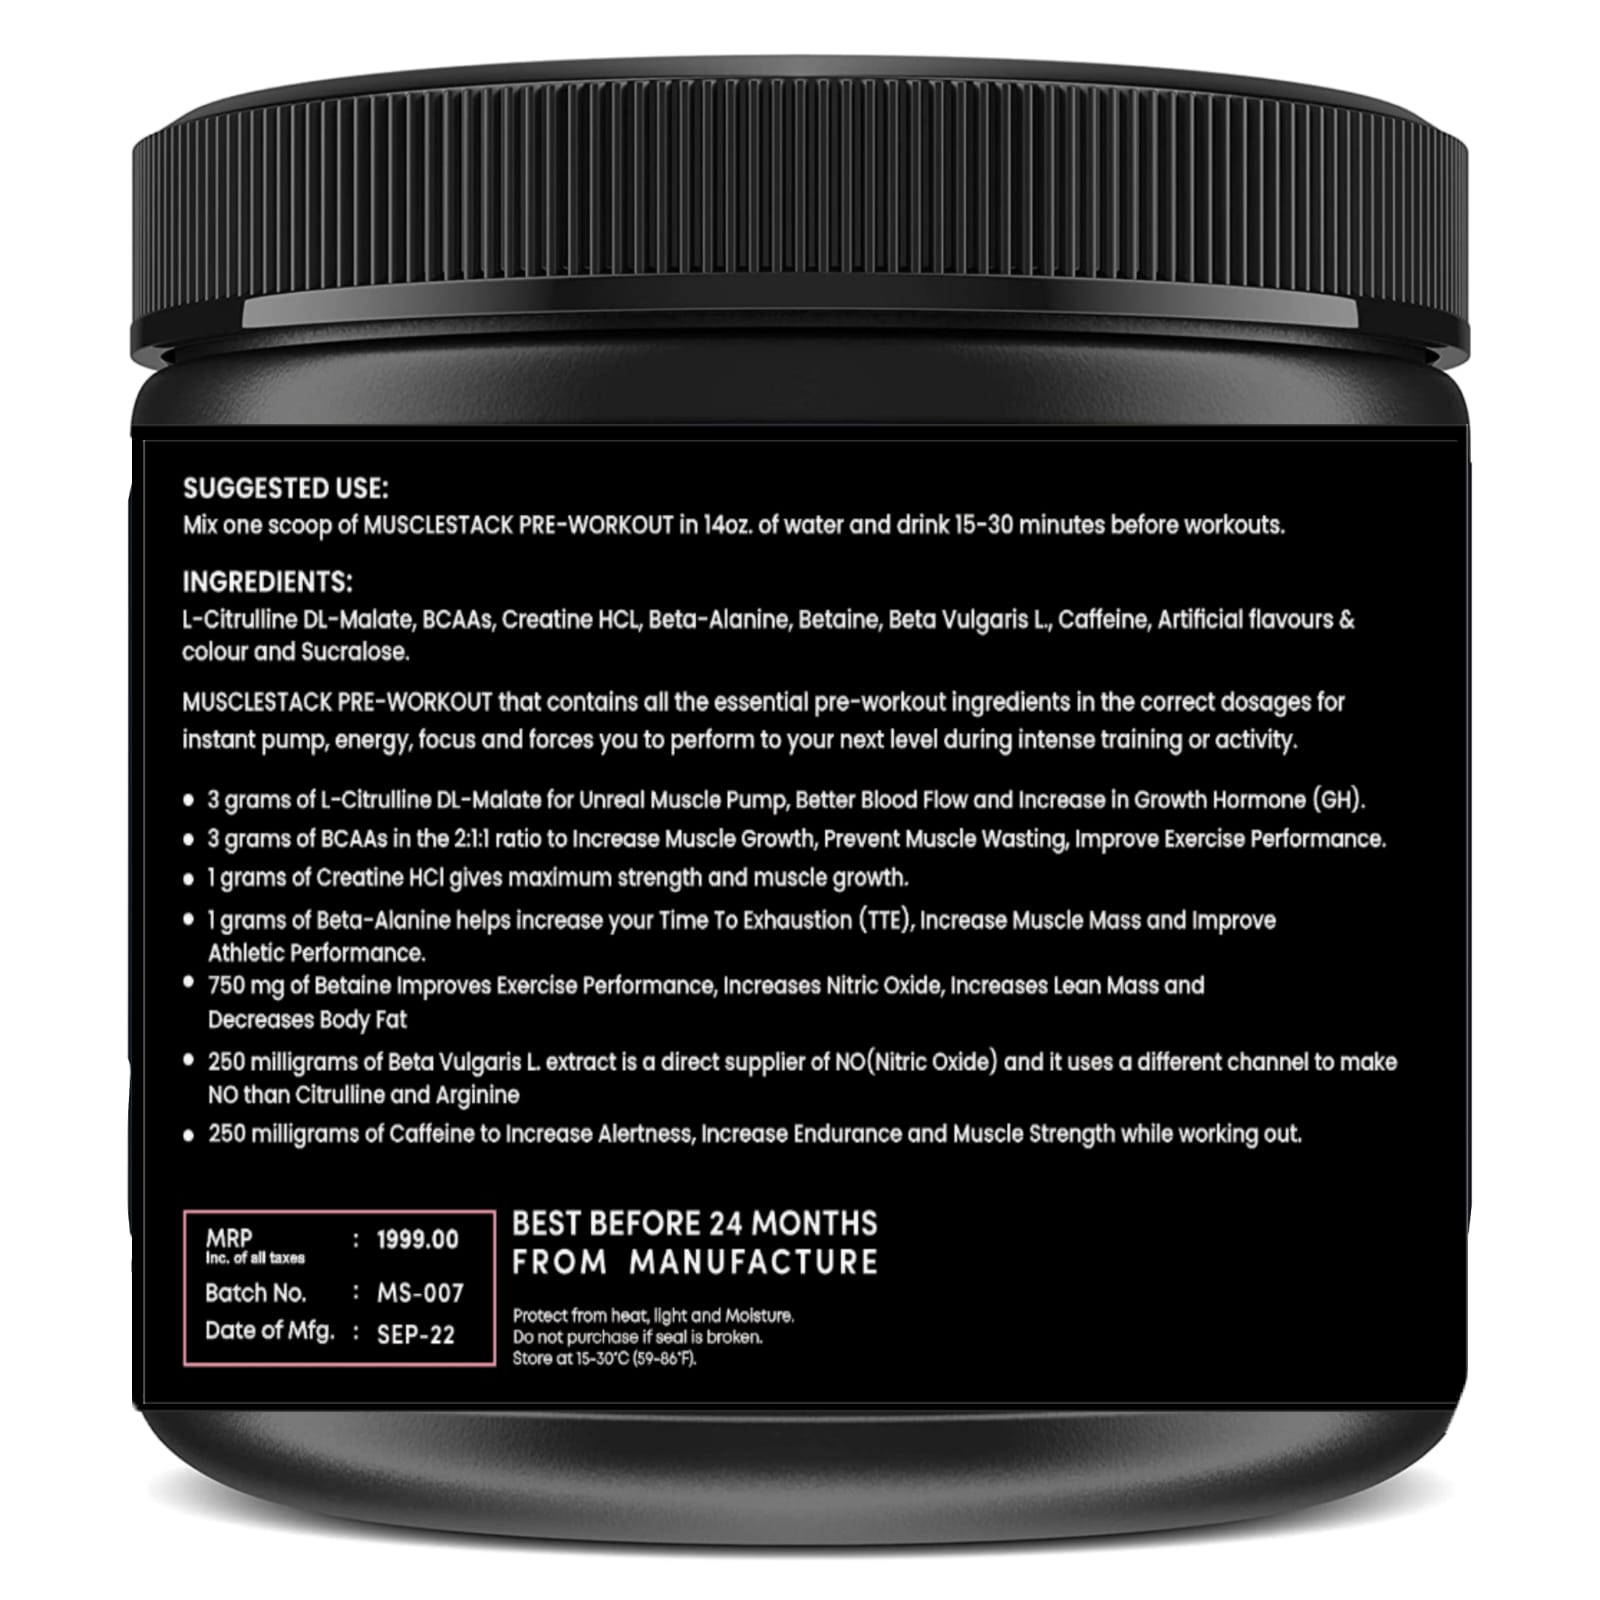 SUGGESTED USE:
Mix one scoop of MUSCLESTACK PRE-WORKOUT in 14oz. of water and drink 15-30 minutes before workouts.
INGREDIENTS:
L-Citrulline DL-Malate, BCAAs, Creatine HCL, Beta-Alanine, Betaine, Beta Vulgaris L., Caffeine, Artificial flavours &
colour and Sucralose.
MUSCLESTACK PRE-WORKOUT that contains all the essential pre-workout ingredients in the correct dosages for
instant pump, energy, focus and forces you to perform to your next level during intense training or activity.
• 3 grams of L-Citrulline DL-Malate for Unreal Muscle Pump, Better Blood Flow and Increase in Growth Hormone (GH).
• 3 grams of BCAAs in the 2:1:1 ratio to Increase Muscle Growth, Prevent Muscle Wasting, Improve Exercise Performance.
• 1 grams of Creatine HCl gives maximum strength and muscle growth.
• 1 grams of Beta-Alanine helps increase your Time To Exhaustion (TTE), Increase Muscle Mass and Improve
Athletic Performance.
• 750 mg of Betaine Improves Exercise Performance, Increases Nitric Oxide, Increases Lean Mass and
Decreases Body Fat
• 250 milligrams of Beta Vulgaris L. extract is a direct supplier of NO(Nitric Oxide) and it uses a different channel to make
NO than Citrulline and Arginine
• 250 milligrams of Caffeine to Increase Alertness, Increase Endurance and Muscle Strength while working out.
MRP : 1999.00
Inc. of all taxes
Batch No. : MS-007
Date of Mfg. : SEP-22
BEST BEFORE 24 MONTHS
FROM MANUFACTURE
Protect from heat, light and Moisture.
Do not purchase if seal is broken.
Store at 15-30°C (59-86°F).